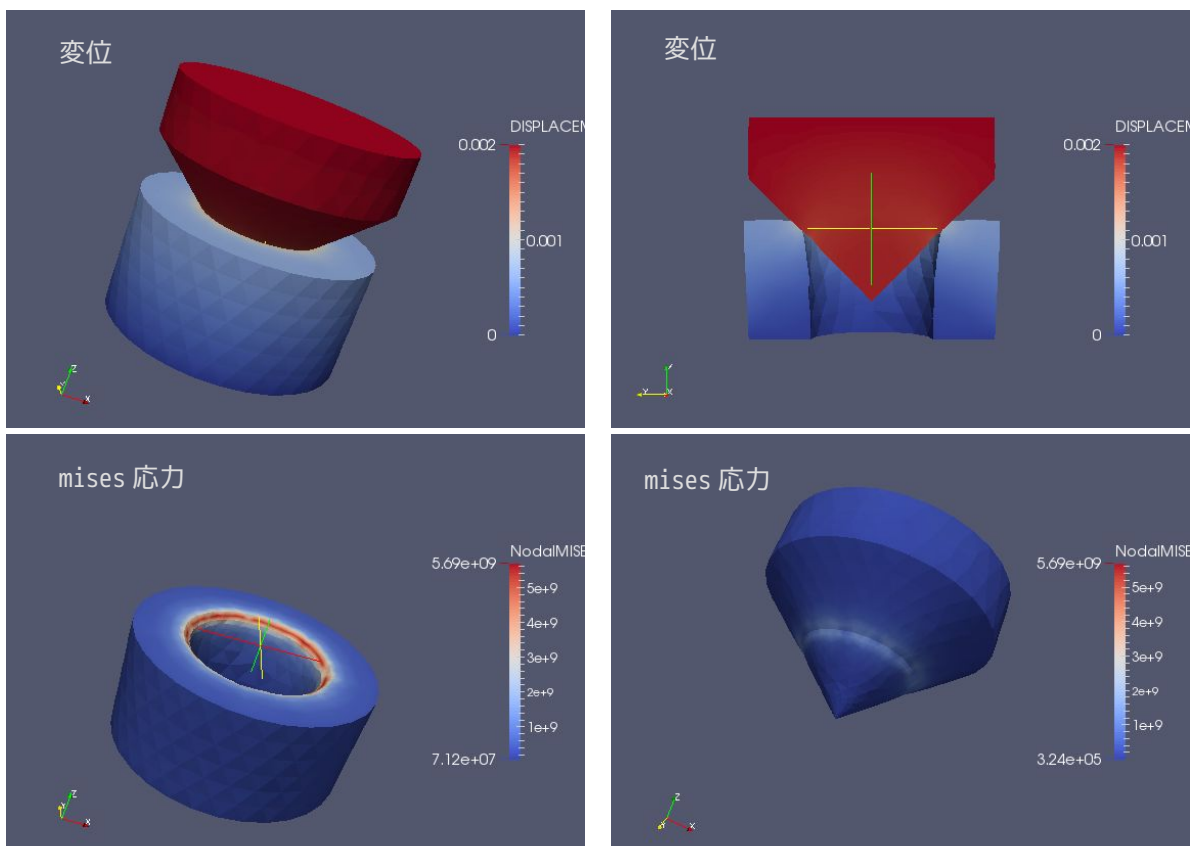 変位
DISPLACEM
0.002
0.001
0
Z
Y
X
変位
DISPLACEM
0.002
0.001
0
Y
X
mises 応力
NodalMISE
5.69e+09
5e+9
4e+9
3e+9
2e+9
1e+9
7.12e+07
Z
Y
X
mises 応力
NodalMISE
5.69e+09
5e+9
4e+9
3e+9
2e+9
1e+9
3.24e+05
Z
Y
X